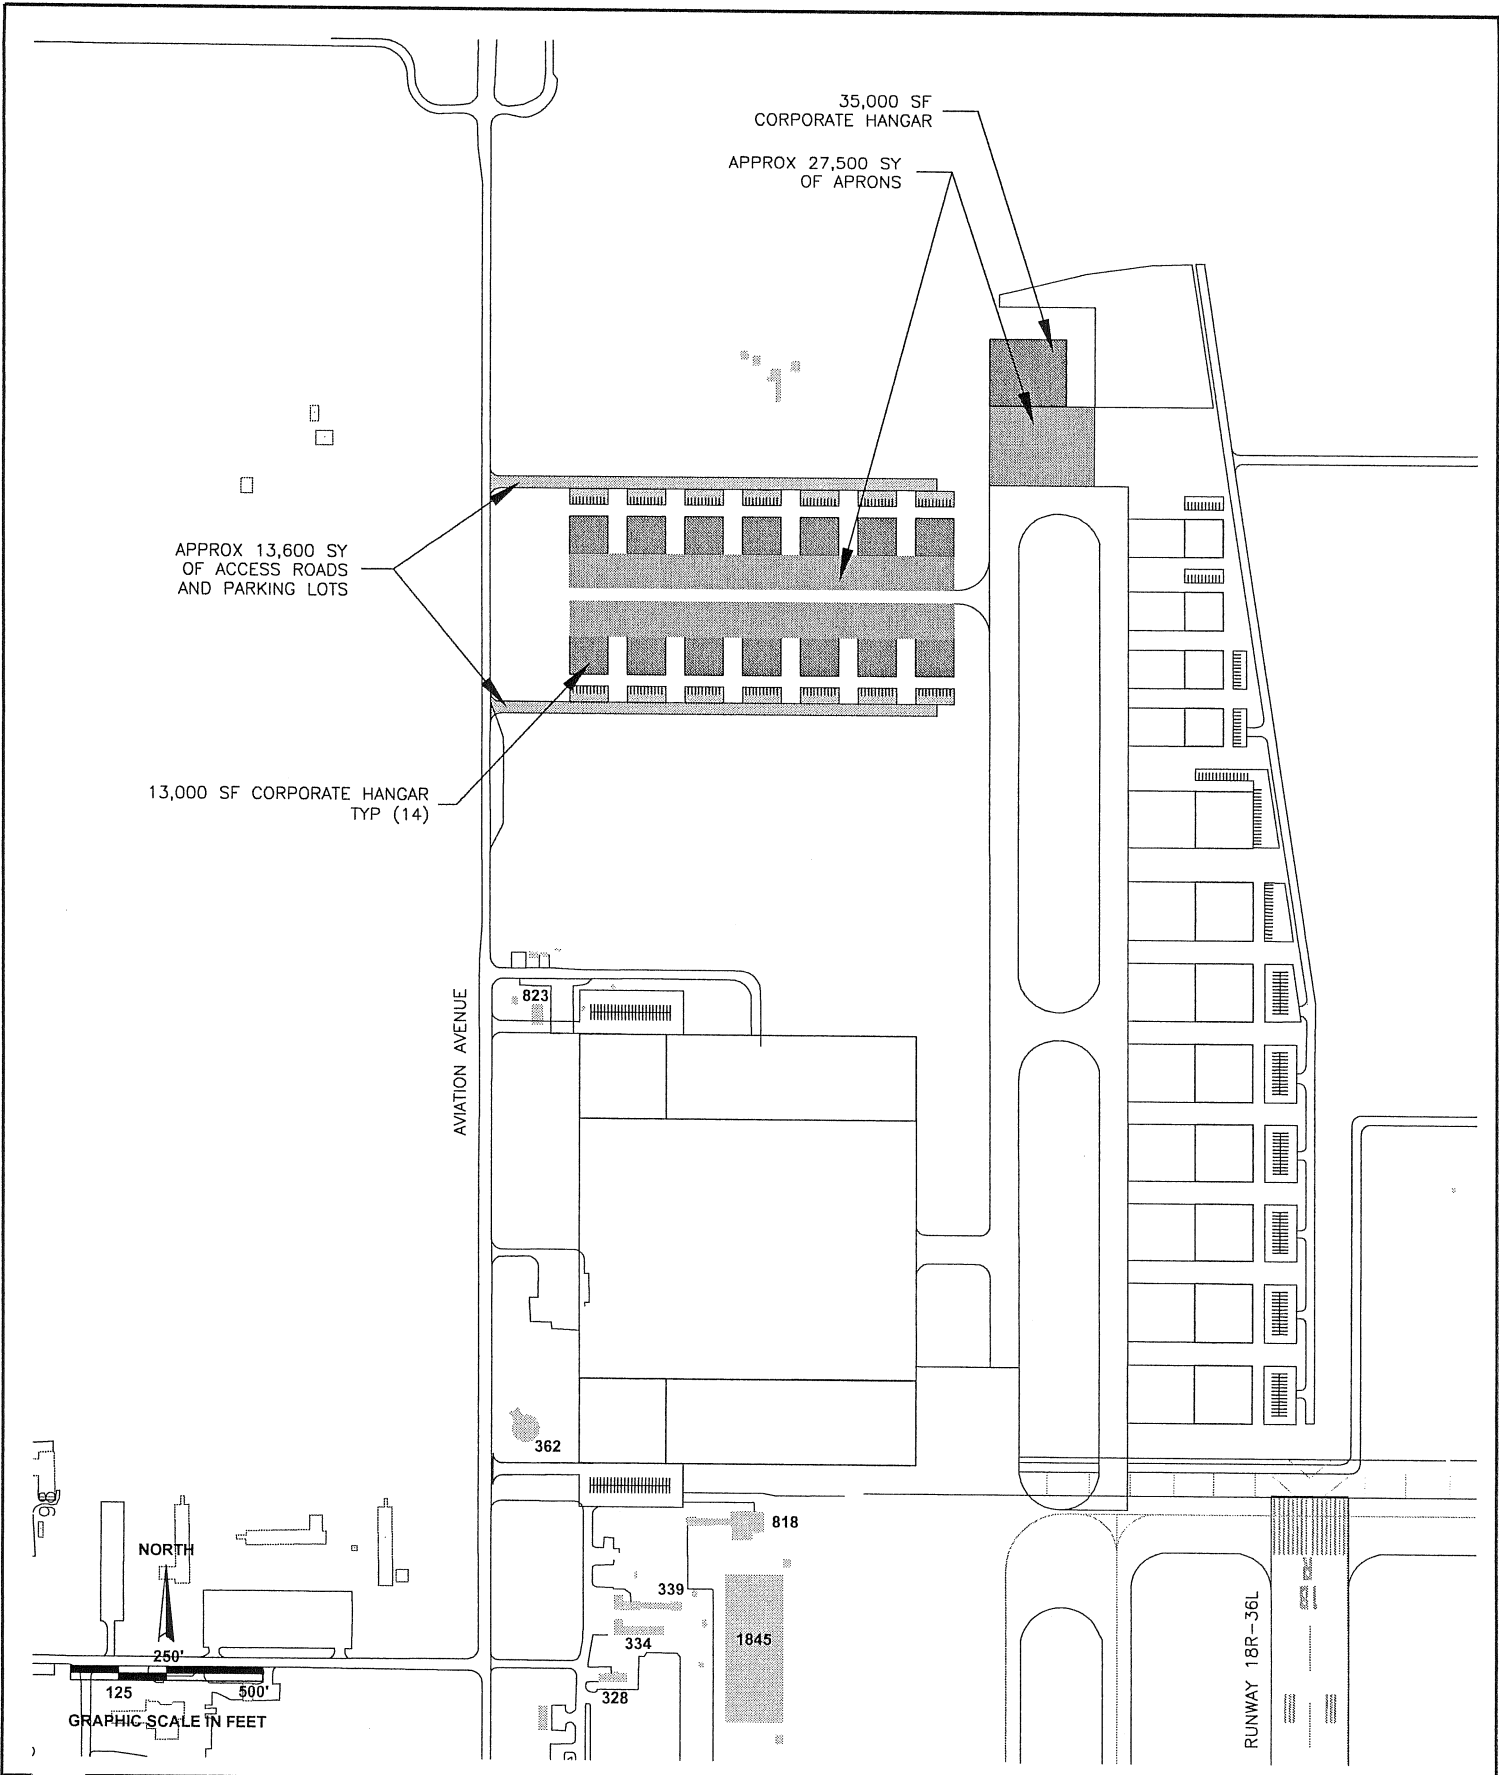 35,000 SF
CORPORATE HANGAR
APPROX 27,500 SY
OF APRONS
APPROX 13,600 SY
OF ACCESS ROADS
AND PARKING LOTS
13,000 SF CORPORATE HANGAR
TYP (14)
823
AVIATION AVENUE
362
818
98
NORTH
339
334
1845
328
250'
125
500'
GRAPHIC SCALE IN FEET
RUNWAY 18R-36L